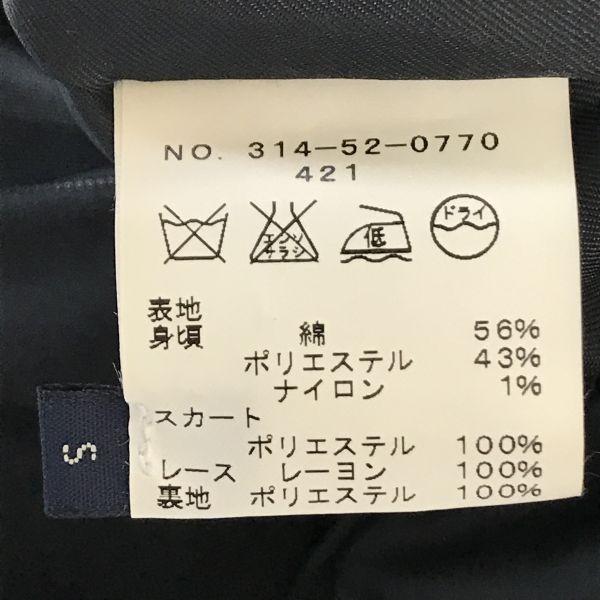 NO. 314-52-0770
421
エンソ
サラシ
低
ドライ
表地
身頃 綿 56%
ポリエステル 43%
ナイロン 1%
スカート
ポリエステル 100%
レース レーヨン 100%
裏地 ポリエステル 100%
S